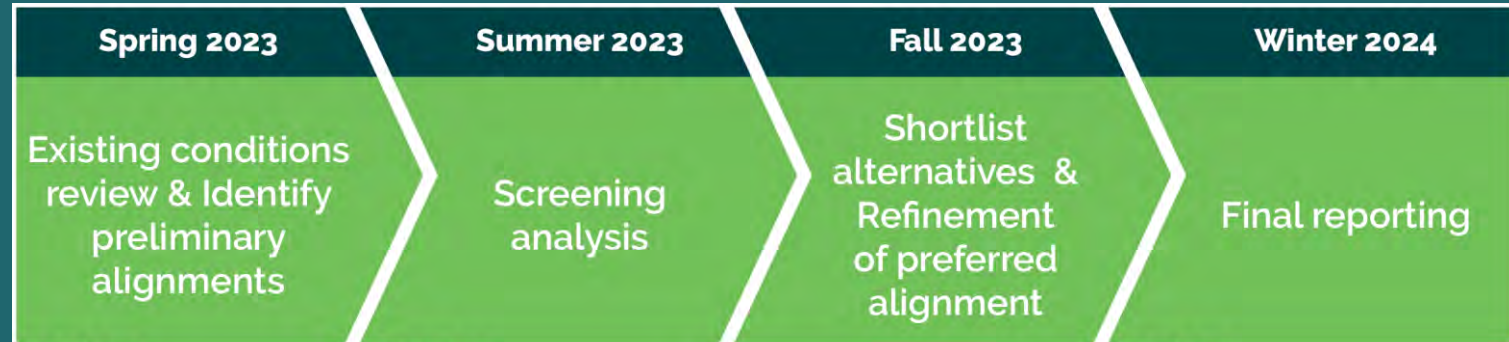 Spring 2023
Existing conditions
review & Identify
preliminary
alignments
Summer 2023
Screening
analysis
Fall 2023
Shortlist
alternatives &
Refinement
of preferred
alignment
Winter 2024
Final reporting